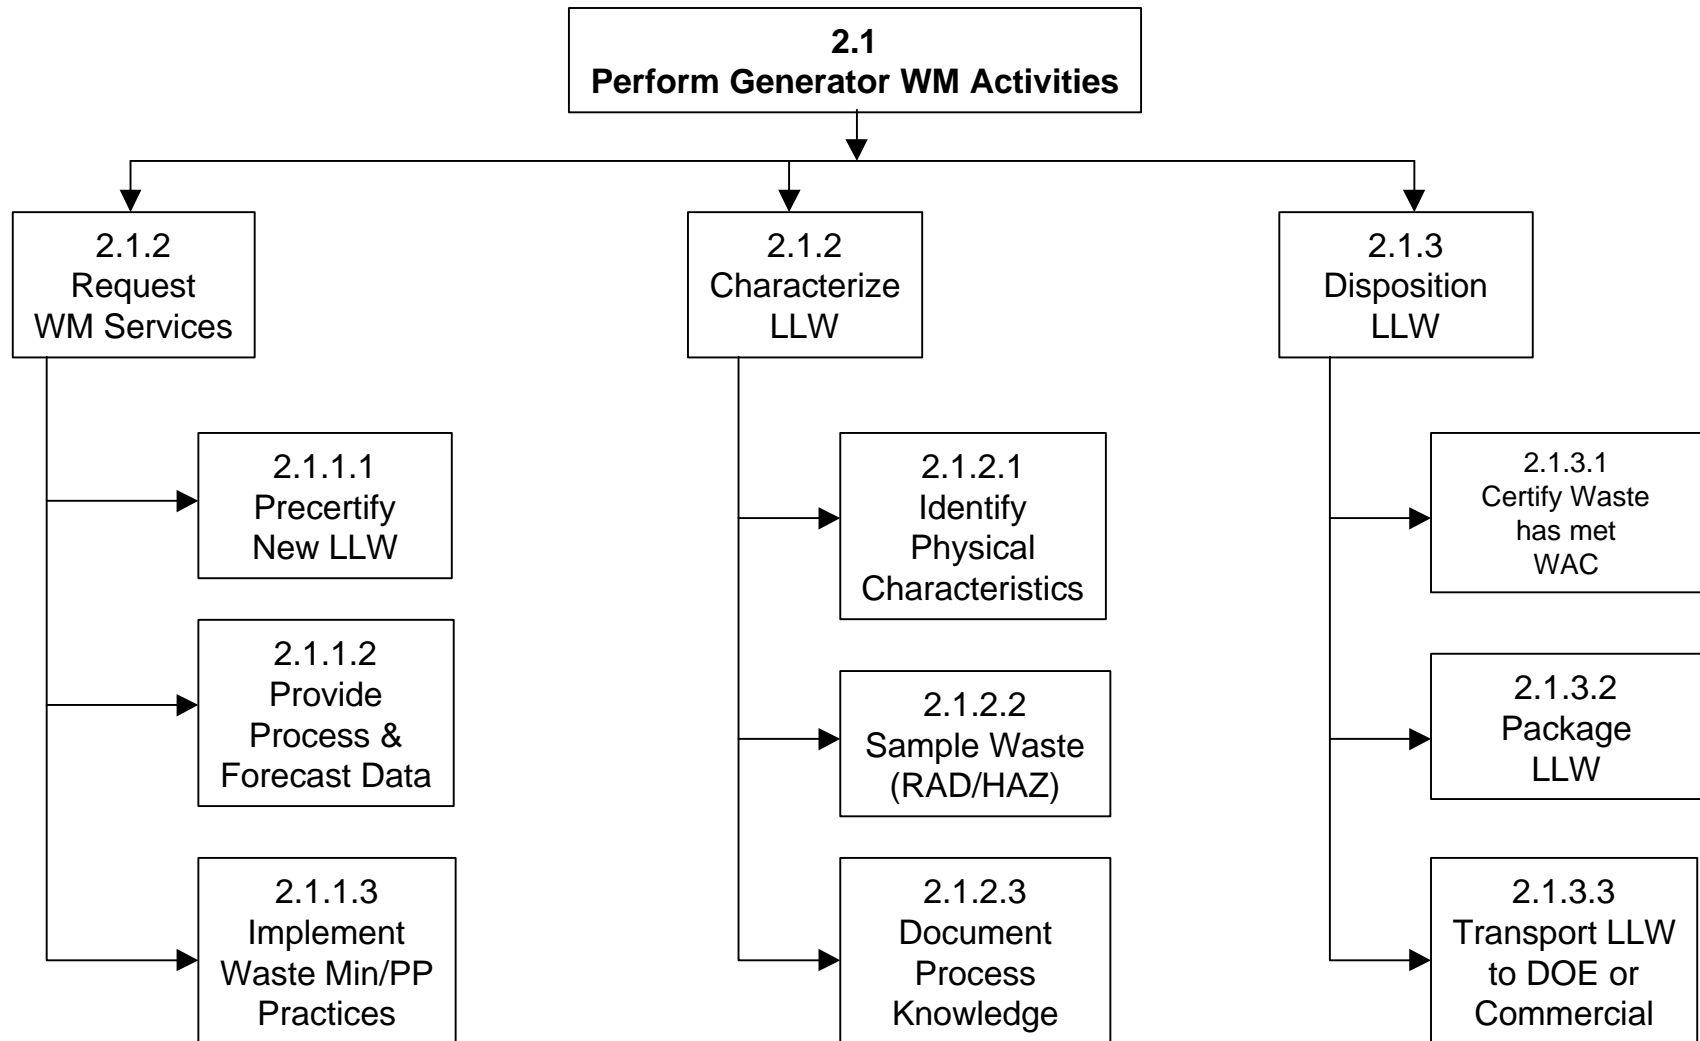 2.1
Perform Generator WM Activities
2.1.2
Request
WM Services
2.1.2
Characterize
LLW
2.1.3
Disposition
LLW
2.1.1.1
Precertify
New LLW
2.1.1.2
Provide
Process &
Forecast Data
2.1.1.3
Implement
Waste Min/PP
Practices
2.1.2.1
Identify
Physical
Characteristics
2.1.2.2
Sample Waste
(RAD/HAZ)
2.1.2.3
Document
Process
Knowledge
2.1.3.1
Certify Waste
has met
WAC
2.1.3.2
Package
LLW
2.1.3.3
Transport LLW
to DOE or
Commercial